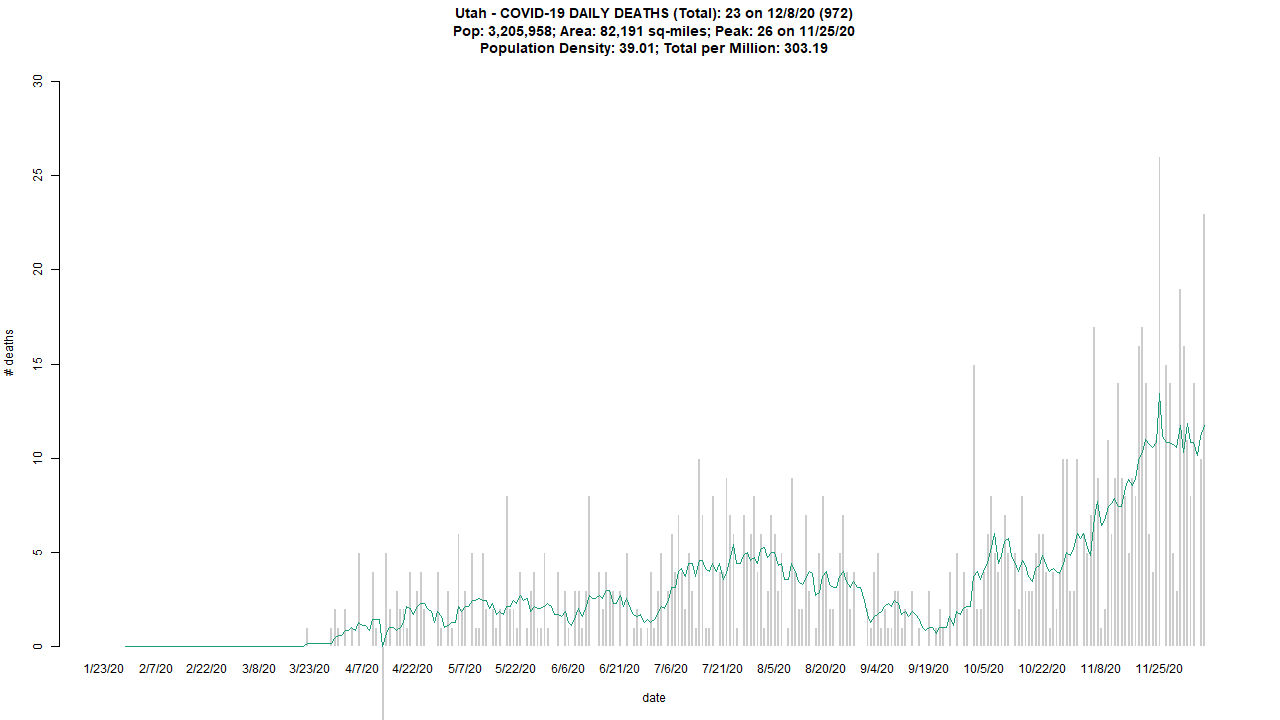 Utah - COVID-19 DAILY DEATHS (Total): 23 on 12/8/20 (972)
Pop: 3,205,958; Area: 82,191 sq-miles; Peak: 26 on 11/25/20
Population Density: 39.01; Total per Million: 303.19
30
25
20
15
10
5
0
# deaths
1/23/20 2/7/20 2/22/20 3/8/20 3/23/20 4/7/20 4/22/20 5/7/20 5/22/20 6/6/20 6/21/20 7/6/20 7/21/20 8/5/20 8/20/20 9/4/20 9/19/20 10/5/20 10/22/20 11/8/20 11/25/20
date